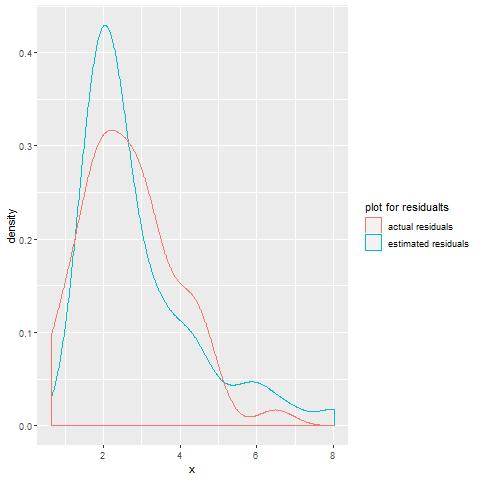 0.4
0.3
0.2
0.1
0.0
density
2
4
6
8
x
plot for residualts
actual residuals
estimated residuals